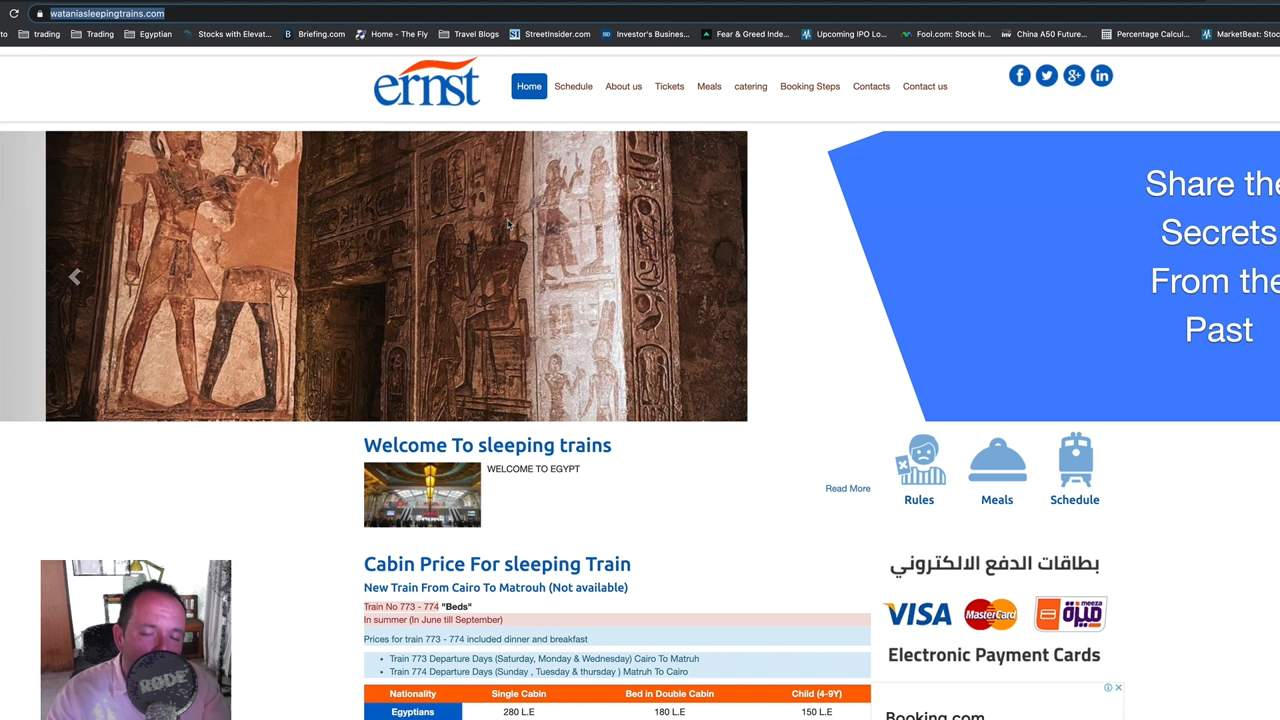 wataniasleepingtrains.com
to
trading
Trading
Egyptian
Stocks with Elevat...
Briefing.com
Home - The Fly
Travel Blogs
StreetInsider.com
Investor's Busines...
Fear & Greed Inde...
Upcoming IPO Lo...
Fool.com: Stock In...
China A50 Future...
Percentage Calcul...
MarketBeat: Stoc
ernst
Home
Schedule
About us
Tickets
Meals
catering
Booking Steps
Contacts
Contact us
Share the
Secrets
From the
Past
Welcome To sleeping trains
WELCOME TO EGYPT
Read More
Rules
Meals
Schedule
Cabin Price For sleeping Train
New Train From Cairo To Matrouh (Not available)
Train No 773 - 774 "Beds"
In summer (In June till September)
Prices for train 773 - 774 included dinner and breakfast
Train 773 Departure Days (Saturday, Monday & Wednesday) Cairo To Matruh
Train 774 Departure Days (Sunday , Tuesday & thursday ) Matruh To Cairo
Nationality Single Cabin Bed in Double Cabin Child (4-9Y)
Egyptians 280 L.E 180 L.E 150 L.E
بطاقات الدفع الالكتروني
VISA
MasterCard
meeza
ميزة
Electronic Payment Cards
Booking.com
RODE